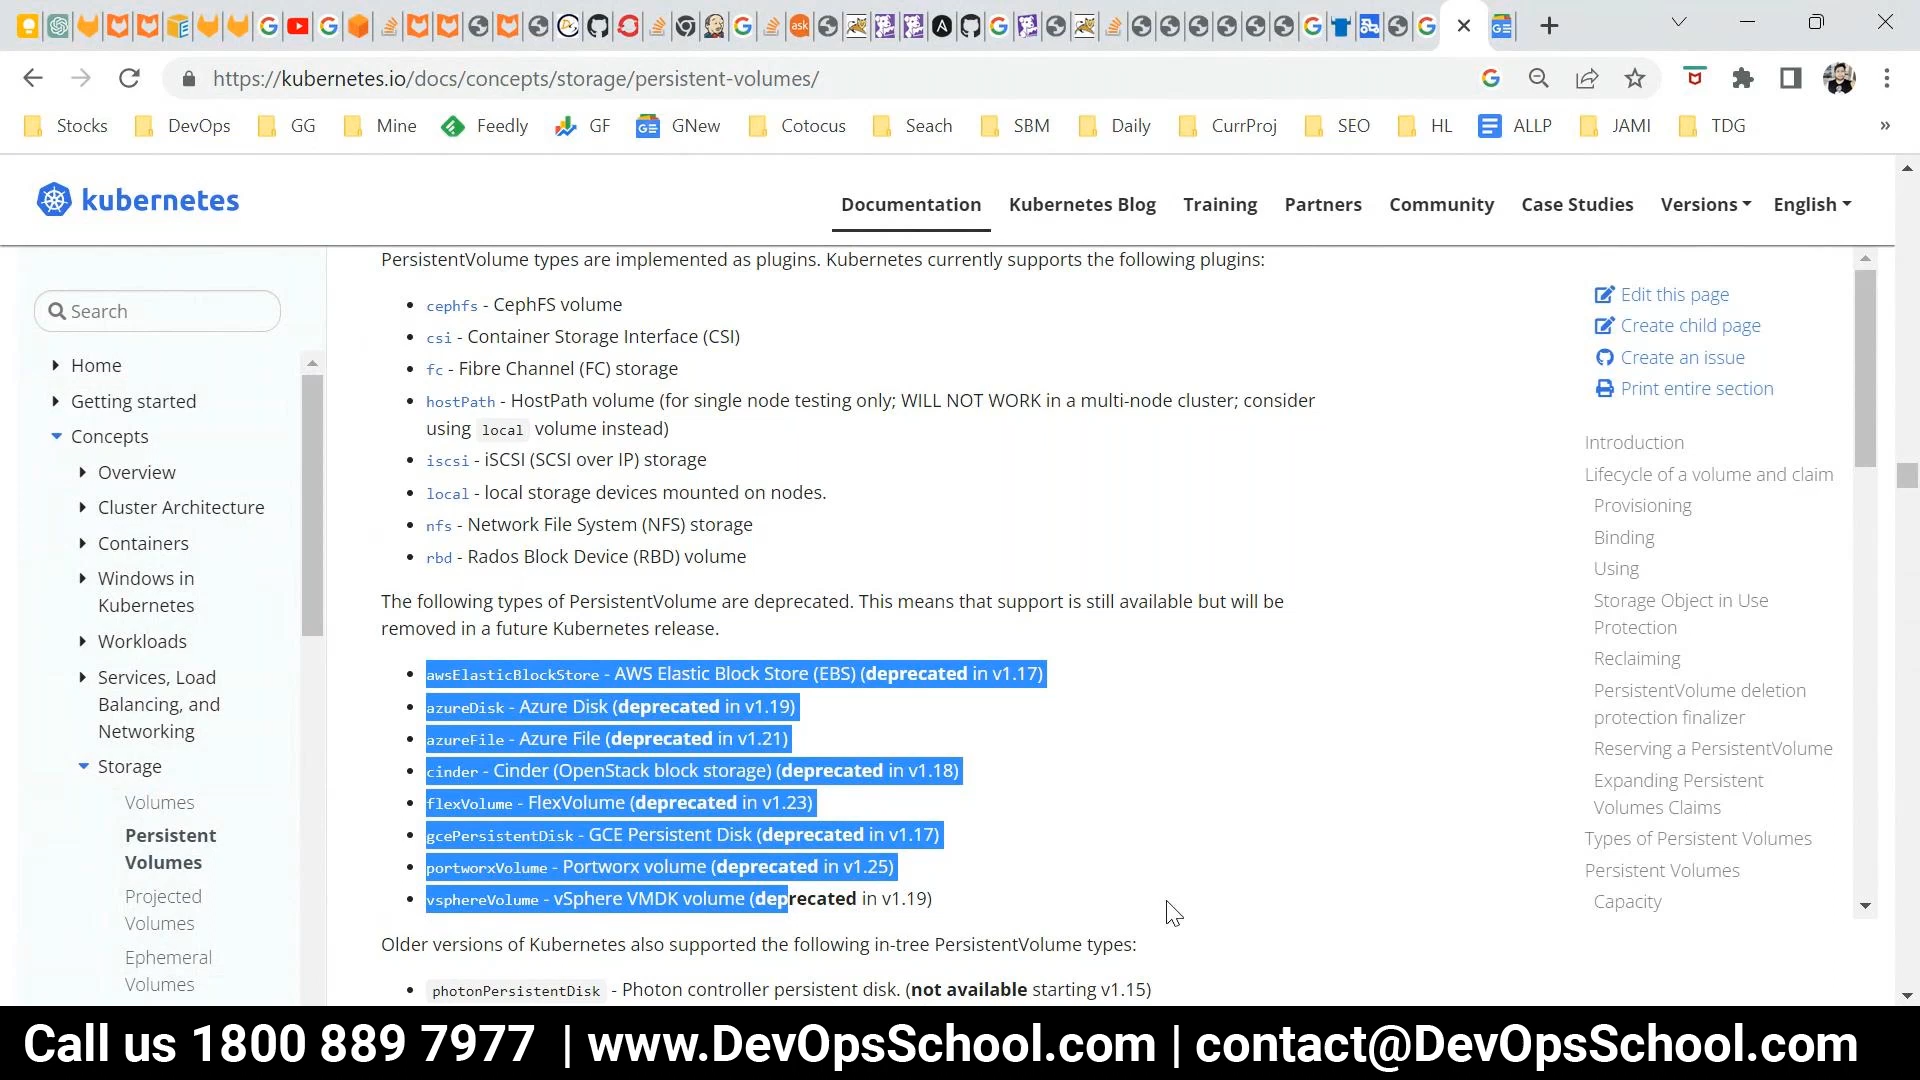 https://kubernetes.io/docs/concepts/storage/persistent-volumes/
Stocks DevOps GG Mine Feedly GF GNew Cotocus Seach SBM Daily CurrProj SEO HL ALLP JAMI TDG »
kubernetes
Documentation Kubernetes Blog Training Partners Community Case Studies Versions English
Search
Home
Getting started
Concepts
Overview
Cluster Architecture
Containers
Windows in
Kubernetes
Workloads
Services, Load
Balancing, and
Networking
Storage
Volumes
Persistent
Volumes
Projected
Volumes
Ephemeral
Volumes
PersistentVolume types are implemented as plugins. Kubernetes currently supports the following plugins:
• cephfs - CephFS volume
• csi - Container Storage Interface (CSI)
• fc - Fibre Channel (FC) storage
• hostPath - HostPath volume (for single node testing only; WILL NOT WORK in a multi-node cluster; consider
using local volume instead)
• iscsi - iSCSI (SCSI over IP) storage
• local - local storage devices mounted on nodes.
• nfs - Network File System (NFS) storage
• rbd - Rados Block Device (RBD) volume
The following types of PersistentVolume are deprecated. This means that support is still available but will be
removed in a future Kubernetes release.
• awsElasticBlockStore - AWS Elastic Block Store (EBS) (deprecated in v1.17)
• azureDisk - Azure Disk (deprecated in v1.19)
• azureFile - Azure File (deprecated in v1.21)
• cinder - Cinder (OpenStack block storage) (deprecated in v1.18)
• flexVolume - FlexVolume (deprecated in v1.23)
• gcePersistentDisk - GCE Persistent Disk (deprecated in v1.17)
• portworxVolume - Portworx volume (deprecated in v1.25)
• vsphereVolume - vSphere VMDK volume (deprecated in v1.19)
Older versions of Kubernetes also supported the following in-tree PersistentVolume types:
• photonPersistentDisk - Photon controller persistent disk. (not available starting v1.15)
Edit this page
Create child page
Create an issue
Print entire section
Introduction
Lifecycle of a volume and claim
Provisioning
Binding
Using
Storage Object in Use
Protection
Reclaiming
PersistentVolume deletion
protection finalizer
Reserving a PersistentVolume
Expanding Persistent
Volumes Claims
Types of Persistent Volumes
Persistent Volumes
Capacity
Call us 1800 889 7977 | www.DevOpsSchool.com | contact@DevOpsSchool.com